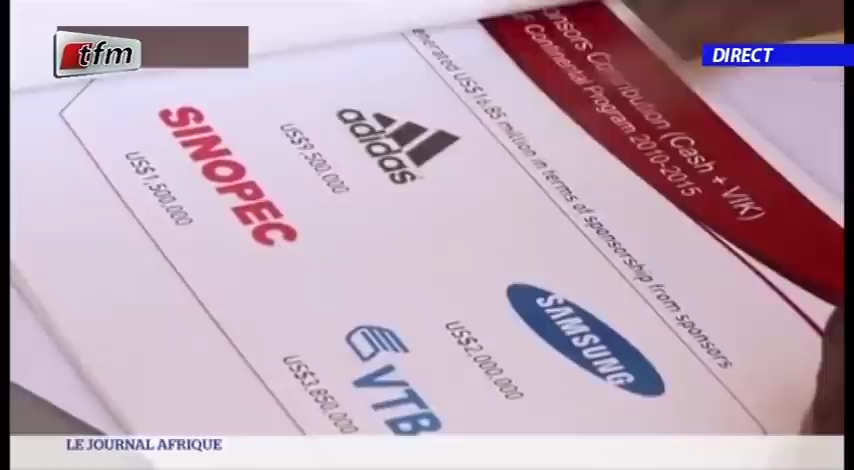 tfm
DIRECT
onsors Contribution (Cash + VIK)
Continental Program 2010-2015
enerated US$16.85 million in terms of sponsorship from sponsors
adidas
US$9,500,000
SINOPEC
US$1,500,000
SAMSUNG
US$2,000,000
VTB
US$3,850,000
LE JOURNAL AFRIQUE